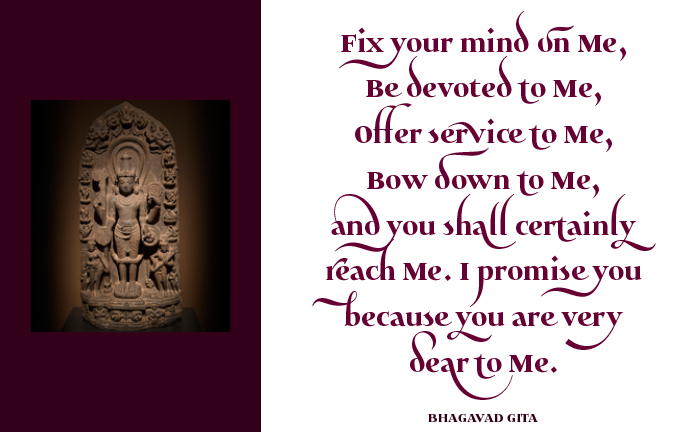 Fix your mind on Me,
Be devoted to Me,
Offer service to Me,
Bow down to Me,
and you shall certainly
reach Me. I promise you
because you are very
dear to Me.
BHAGAVAD GITA